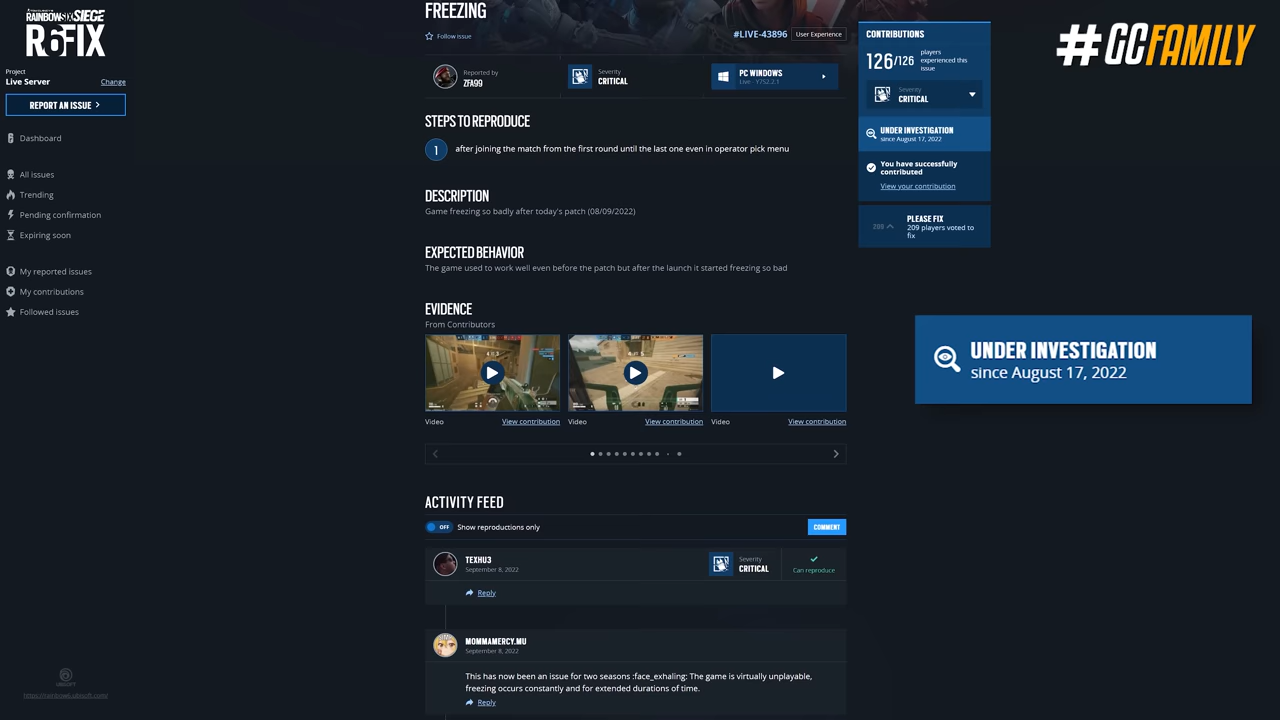 RAINBOW SIX SIEGE
R6FIX
Project
Live Server
Change
REPORT AN ISSUE
Dashboard
All issues
Trending
Pending confirmation
Expiring soon
My reported issues
My contributions
Followed issues
UBISOFT
FREEZING
Follow issue
#LIVE-43896
User Experience
Reported by
ZFA99
Severity
CRITICAL
PC WINDOWS
Live - Y7S2.2.1
STEPS TO REPRODUCE
1
after joining the match from the first round until the last one even in operator pick menu
DESCRIPTION
Game freezing so badly after today's patch (08/09/2022)
EXPECTED BEHAVIOR
The game used to work well even before the patch but after the launch it started freezing so bad
EVIDENCE
From Contributors
Video
View contribution
Video
View contribution
Video
View contribution
ACTIVITY FEED
OFF
Show reproductions only
COMMENT
TEXHU3
September 8, 2022
Severity
CRITICAL
Can reproduce
Reply
MOMMAMERCY.MU
September 8, 2022
This has now been an issue for two seasons :face_exhaling: The game is virtually unplayable,
freezing occurs constantly and for extended durations of time.
Reply
CONTRIBUTIONS
126/126
players
experienced this
issue
Severity
CRITICAL
UNDER INVESTIGATION
since August 17, 2022
You have successfully
contributed
View your contribution
209
PLEASE FIX
209 players voted to
fix
#GCFAMILY
UNDER INVESTIGATION
since August 17, 2022